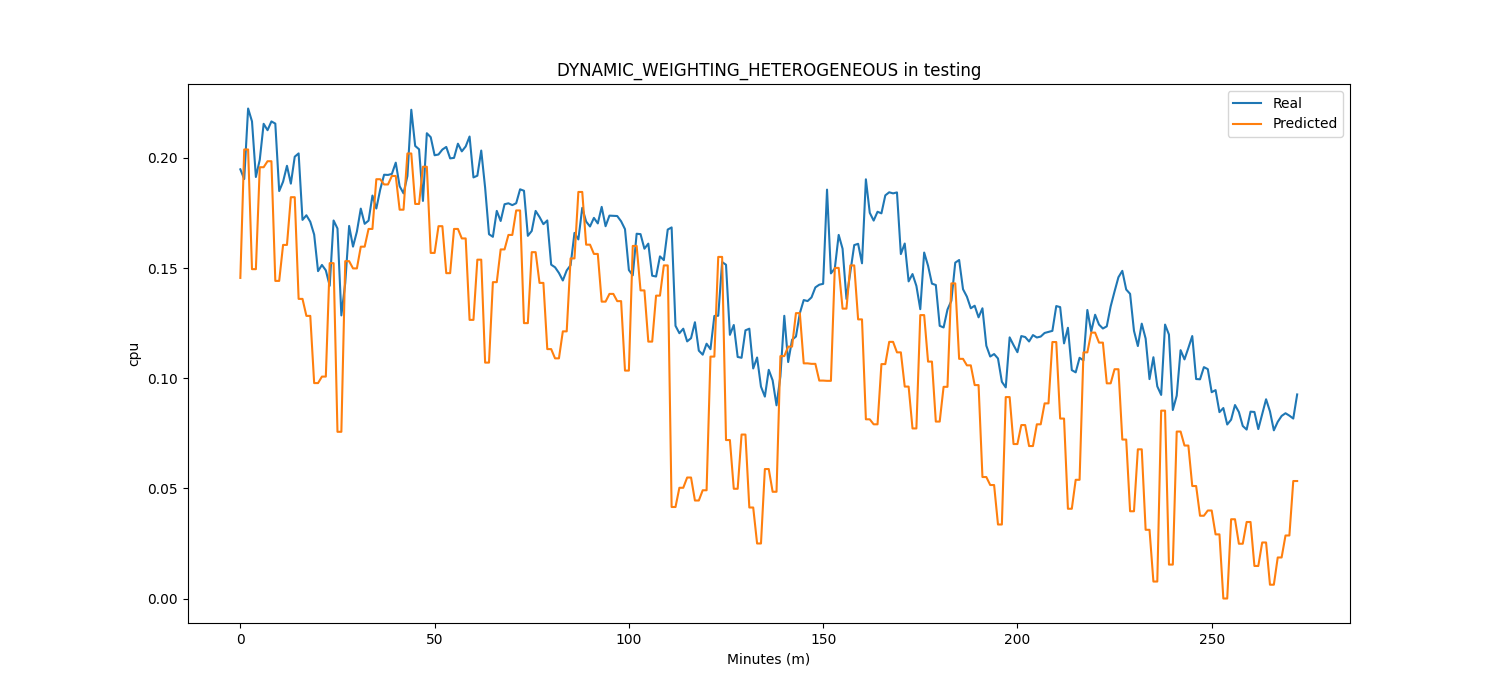 DYNAMIC_WEIGHTING_HETEROGENEOUS in testing
Real
Predicted
cpu
0.20
0.15
0.10
0.05
0.00
0 50 100 150 200 250
Minutes (m)